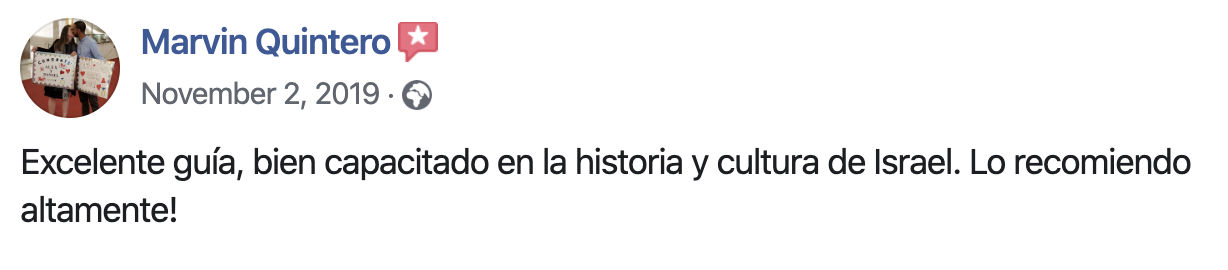 Marvin Quintero
November 2, 2019 ·
Excelente guía, bien capacitado en la historia y cultura de Israel. Lo recomiendo
altamente!